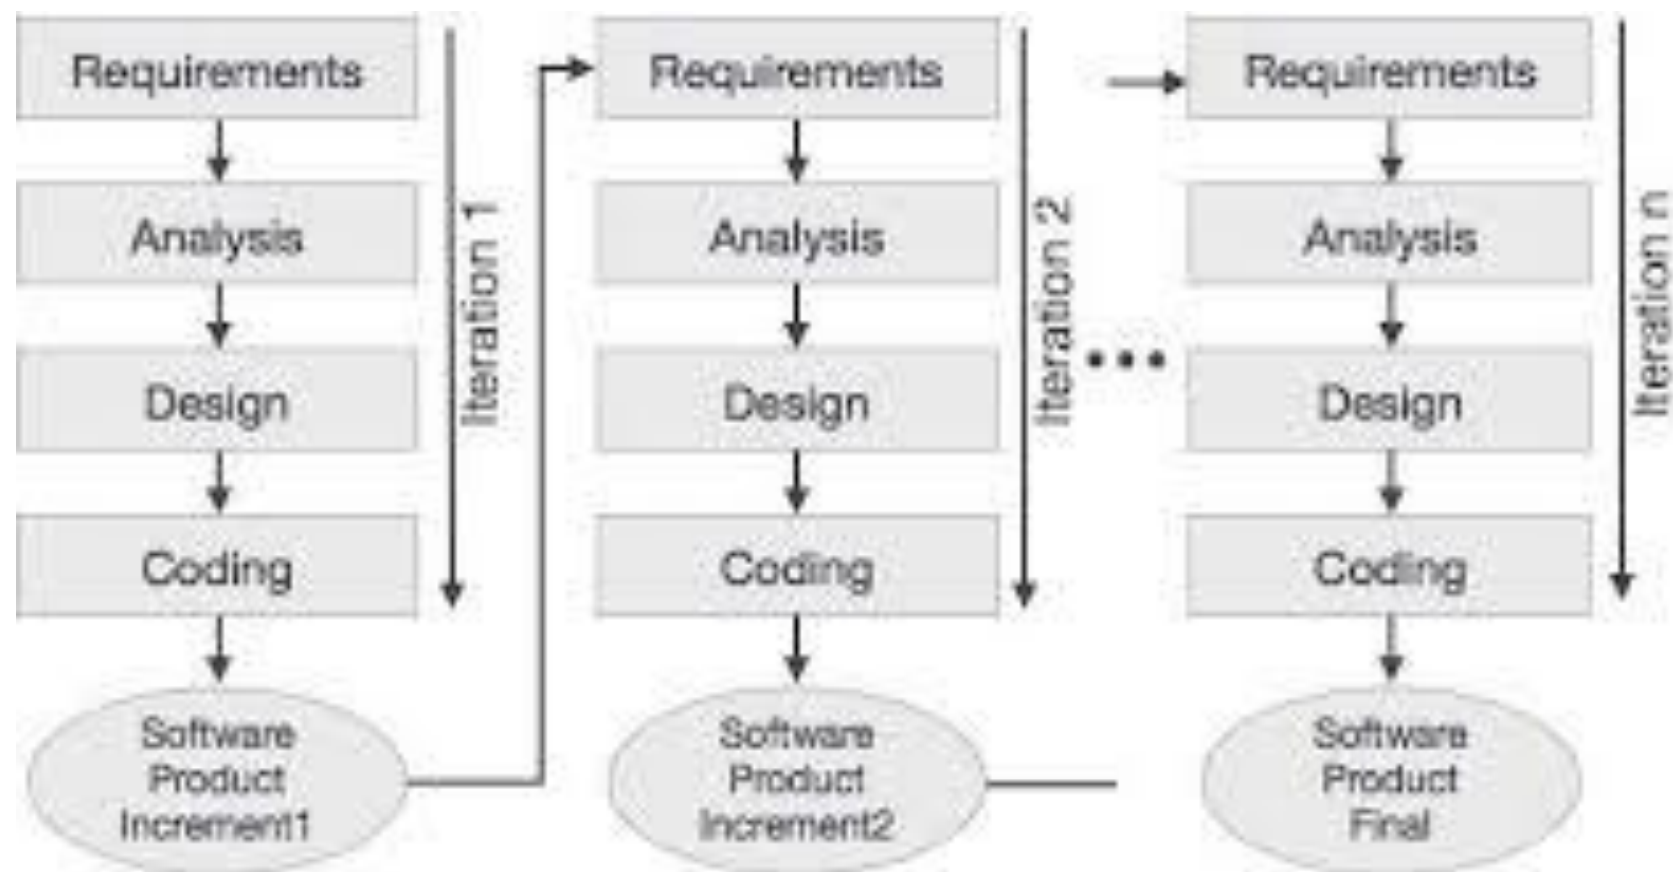 Requirements
Analysis
Design
Coding
Software
Product
Increment1
Iteration 1
Requirements
Analysis
Design
Coding
Software
Product
Increment2
Iteration 2
...
Requirements
Analysis
Design
Coding
Software
Product
Final
Iteration n